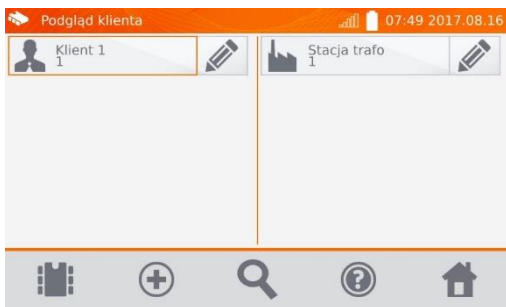 Podgląd klienta
07:49 2017.08.16
Klient 1
1
Stacja trafo
1